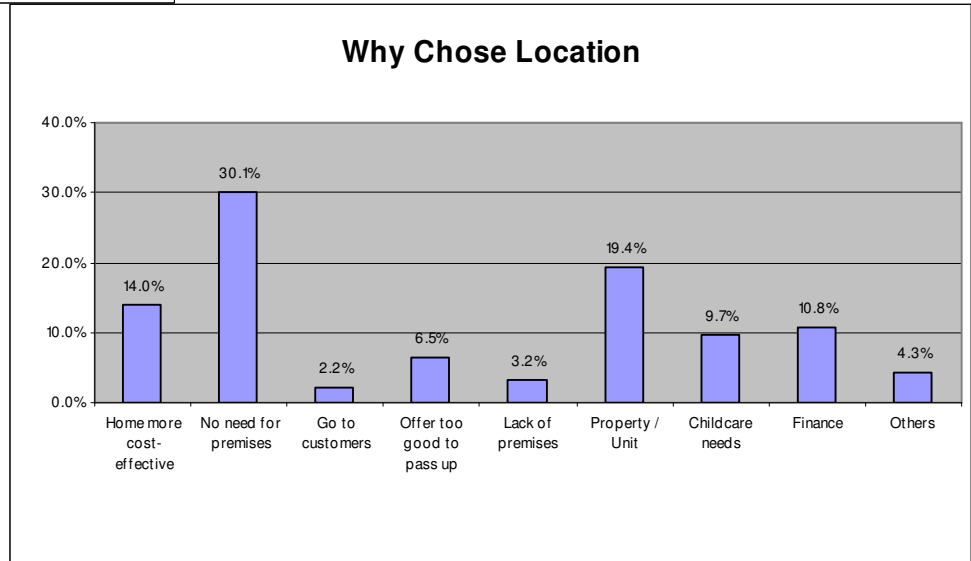 Why Chose Location
40.0%
30.0%
20.0%
10.0%
0.0%
14.0%
30.1%
2.2%
6.5%
3.2%
19.4%
9.7%
10.8%
4.3%
Home more
cost-
effective
No need for
premises
Go to
customers
Offer too
good to
pass up
Lack of
premises
Property /
Unit
Childcare
needs
Finance
Others